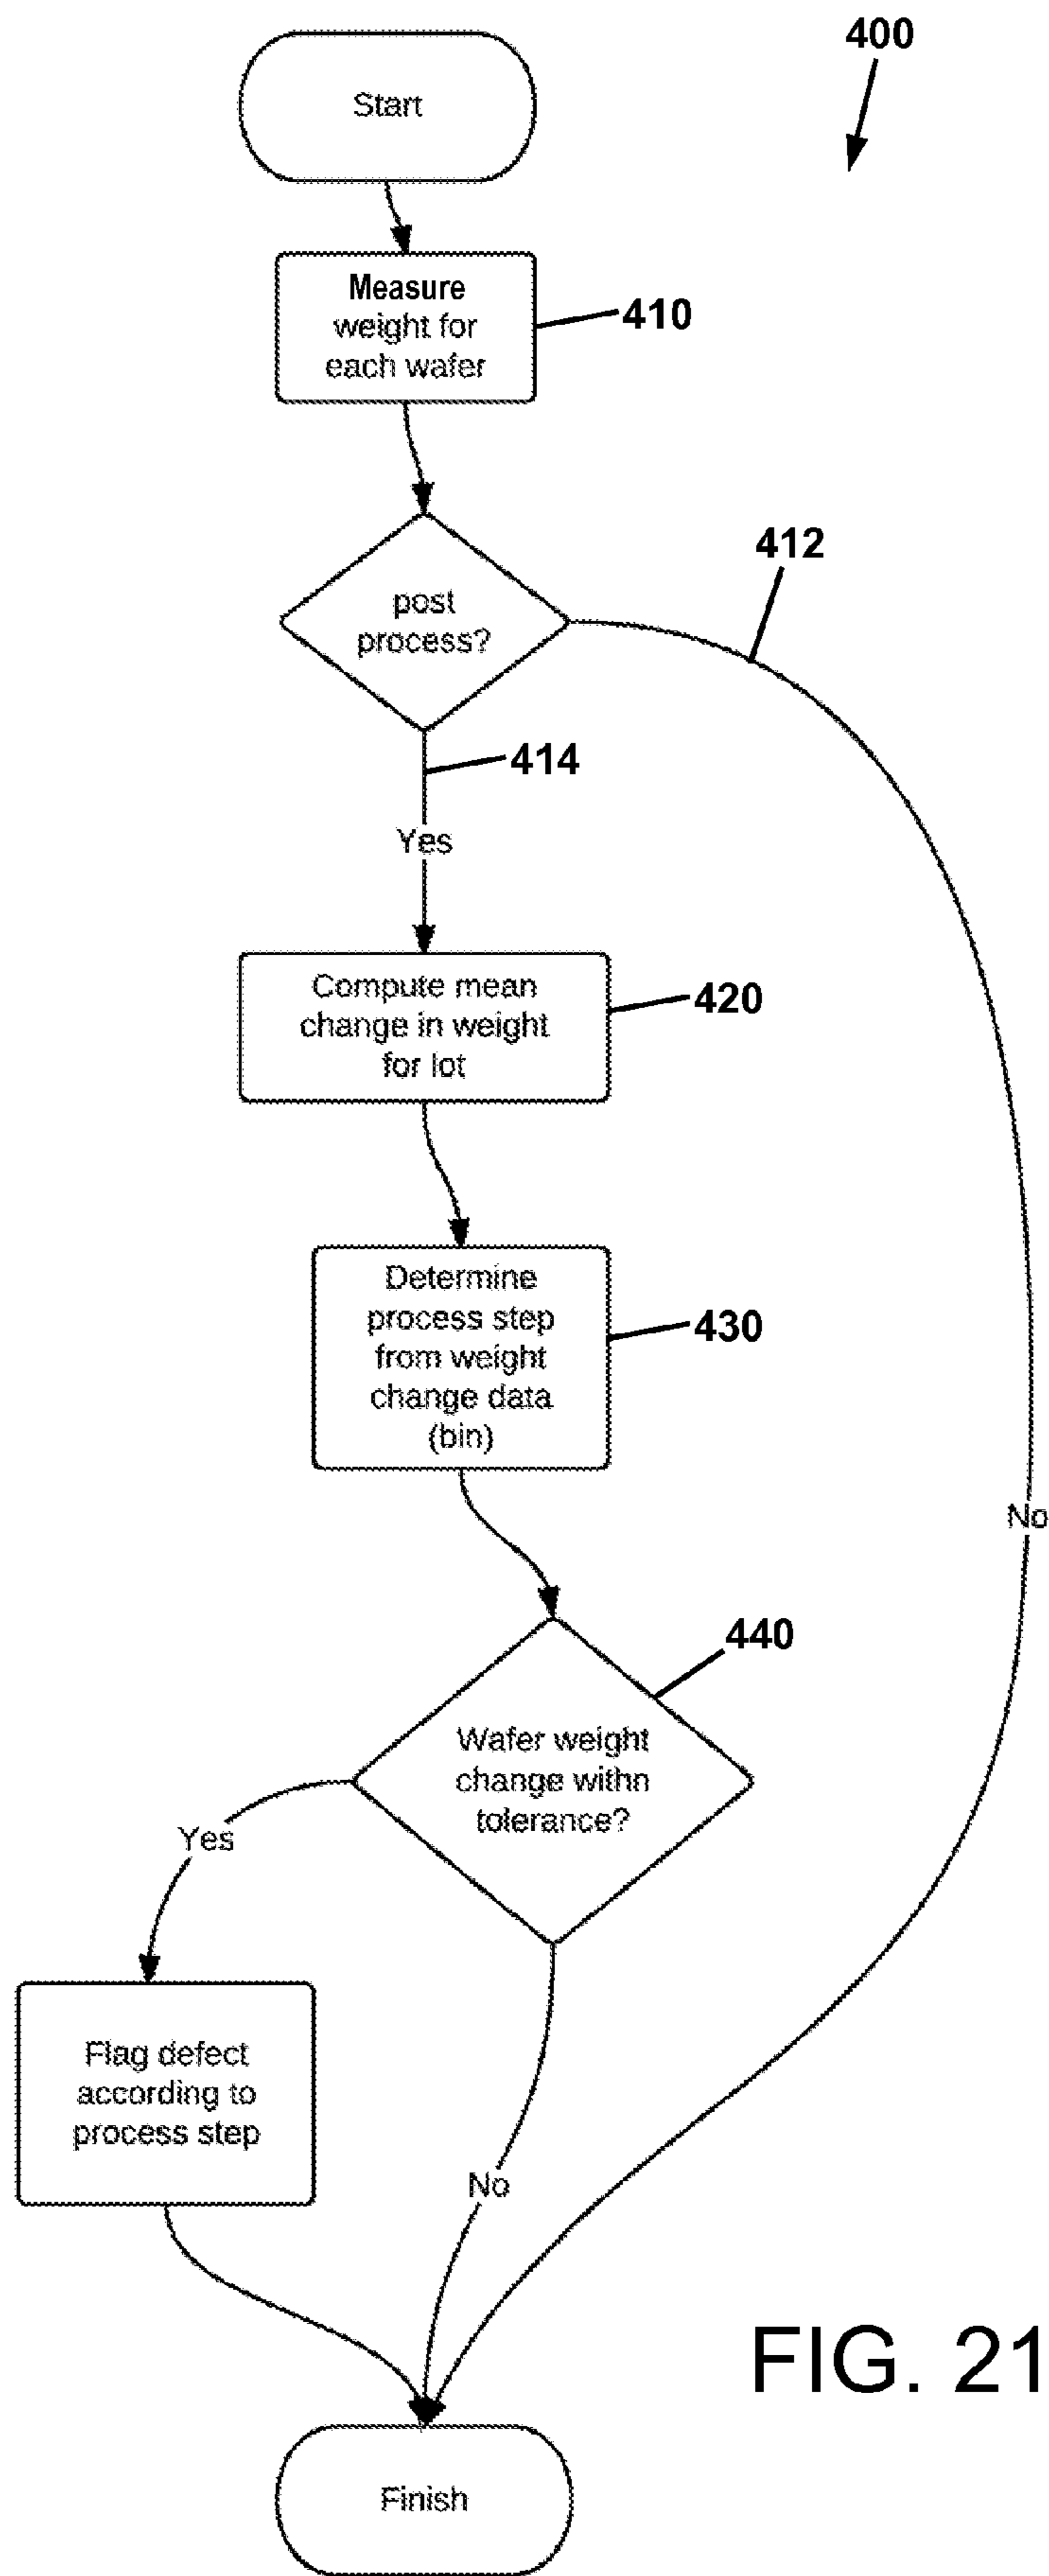 400
Start
Measure
weight for
each wafer
410
412
post
process?
414
Yes
Compute mean
change in weight
for lot
420
Determine
process step
from weight
change data
(bin)
430
No
440
Wafer weight
change withn
tolerance?
Yes
Flag defect
according to
process step
No
FIG. 21
Finish